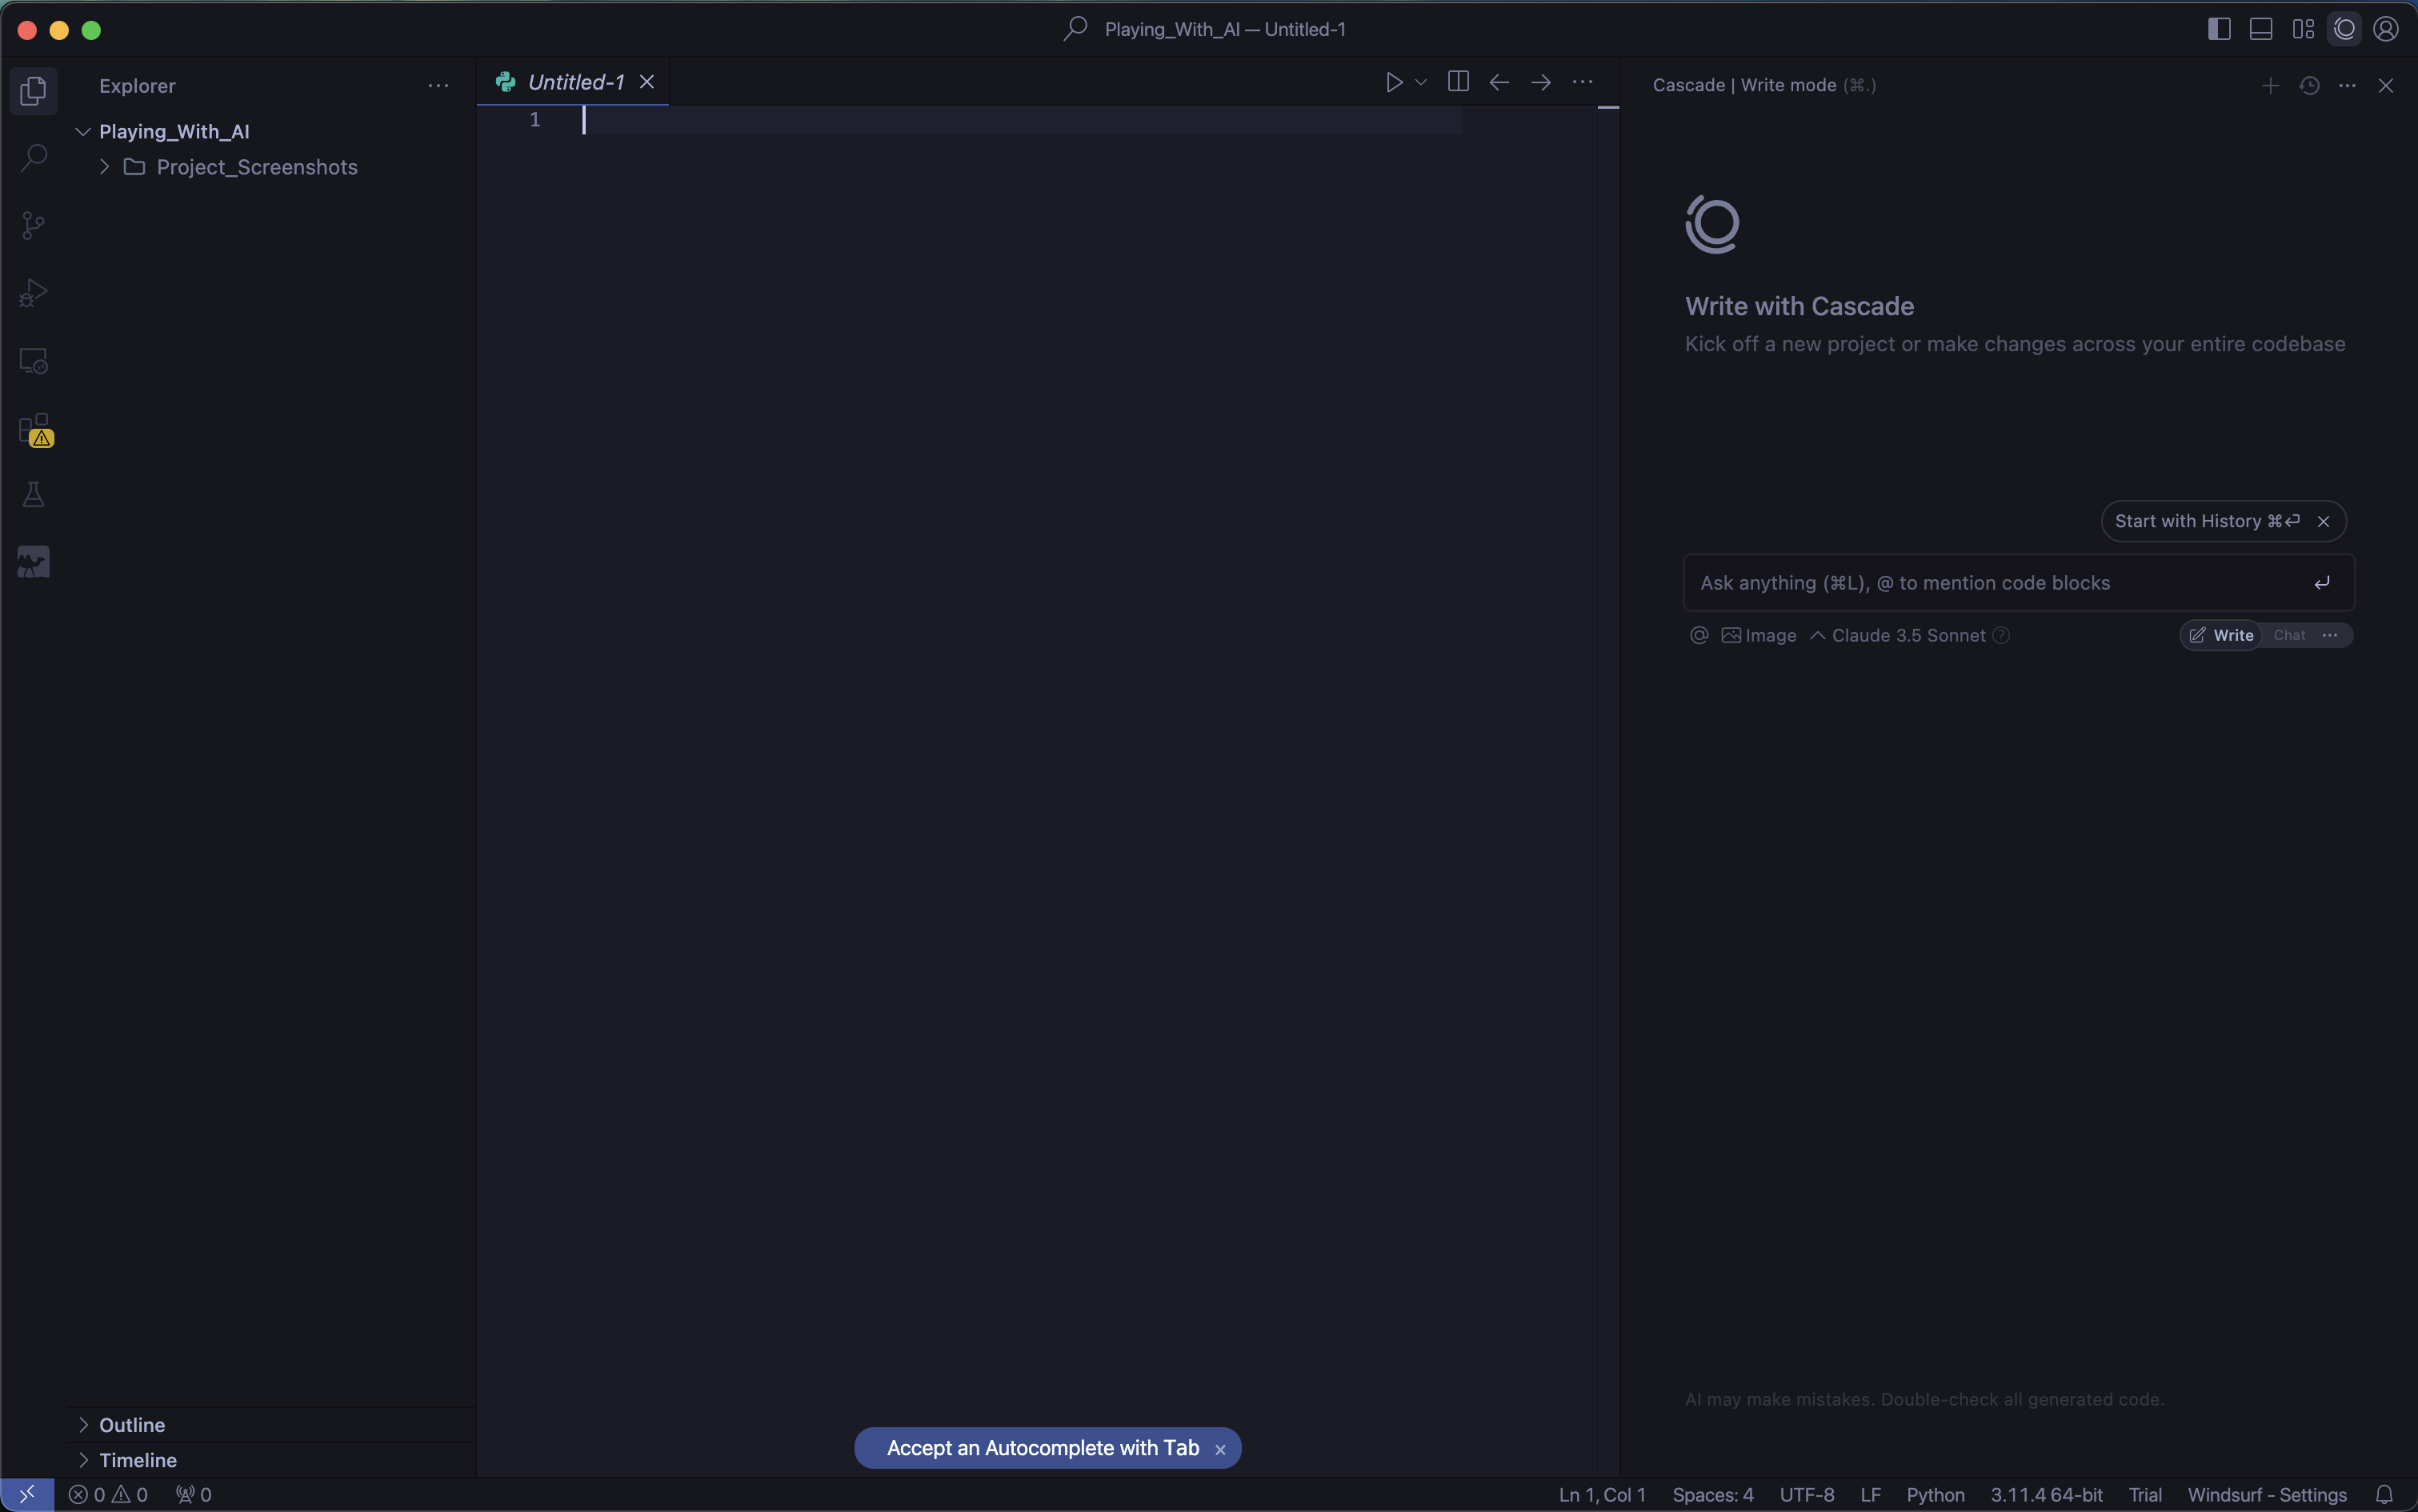 Playing_With_AI — Untitled-1
Explorer
Playing_With_AI
Project_Screenshots
Outline
Timeline
Untitled-1
1
Accept an Autocomplete with Tab
Cascade | Write mode (⌘.)
Write with Cascade
Kick off a new project or make changes across your entire codebase
Start with History ⌘⏎
Ask anything (⌘L), @ to mention code blocks
Image Claude 3.5 Sonnet
Write Chat
AI may make mistakes. Double-check all generated code.
0 0 0
Ln 1, Col 1 Spaces: 4 UTF-8 LF Python 3.11.4 64-bit Trial Windsurf - Settings